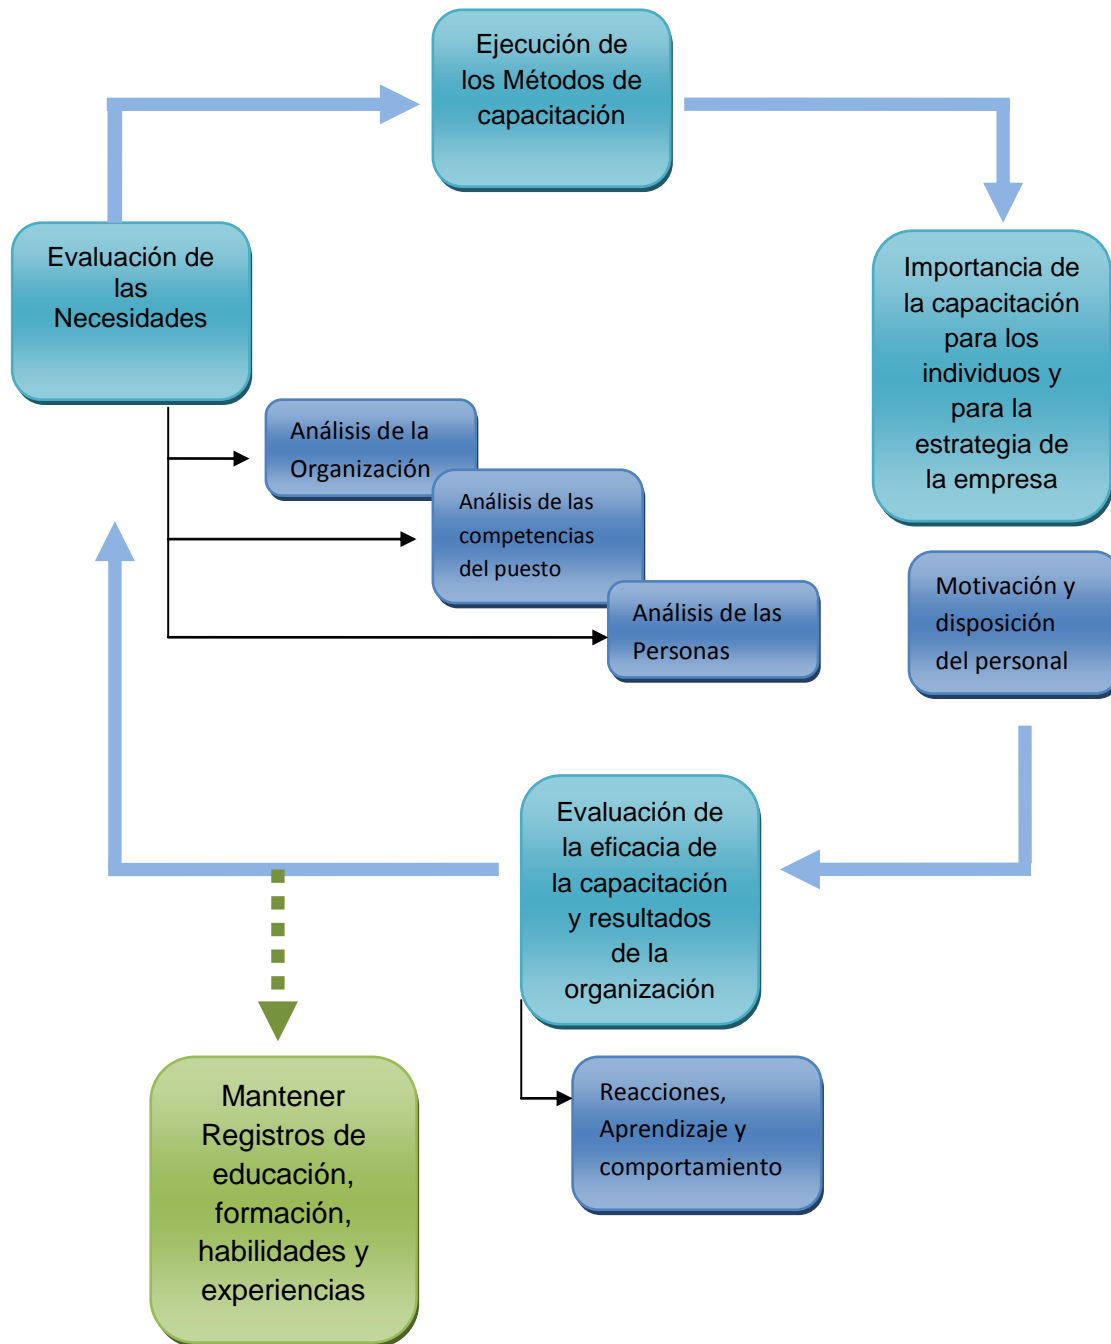 Ejecución de
los Métodos de
capacitación
Evaluación de
las
Necesidades
Importancia de
la capacitación
para los
individuos y
para la
estrategia de
la empresa
Análisis de la
Organización
Análisis de las
competencias
del puesto
Análisis de las
Personas
Motivación y
disposición
del personal
Evaluación de
la eficacia de
la capacitación
y resultados
de la
organización
Reacciones,
Aprendizaje y
comportamiento
Mantener
Registros de
educación,
formación,
habilidades y
experiencias